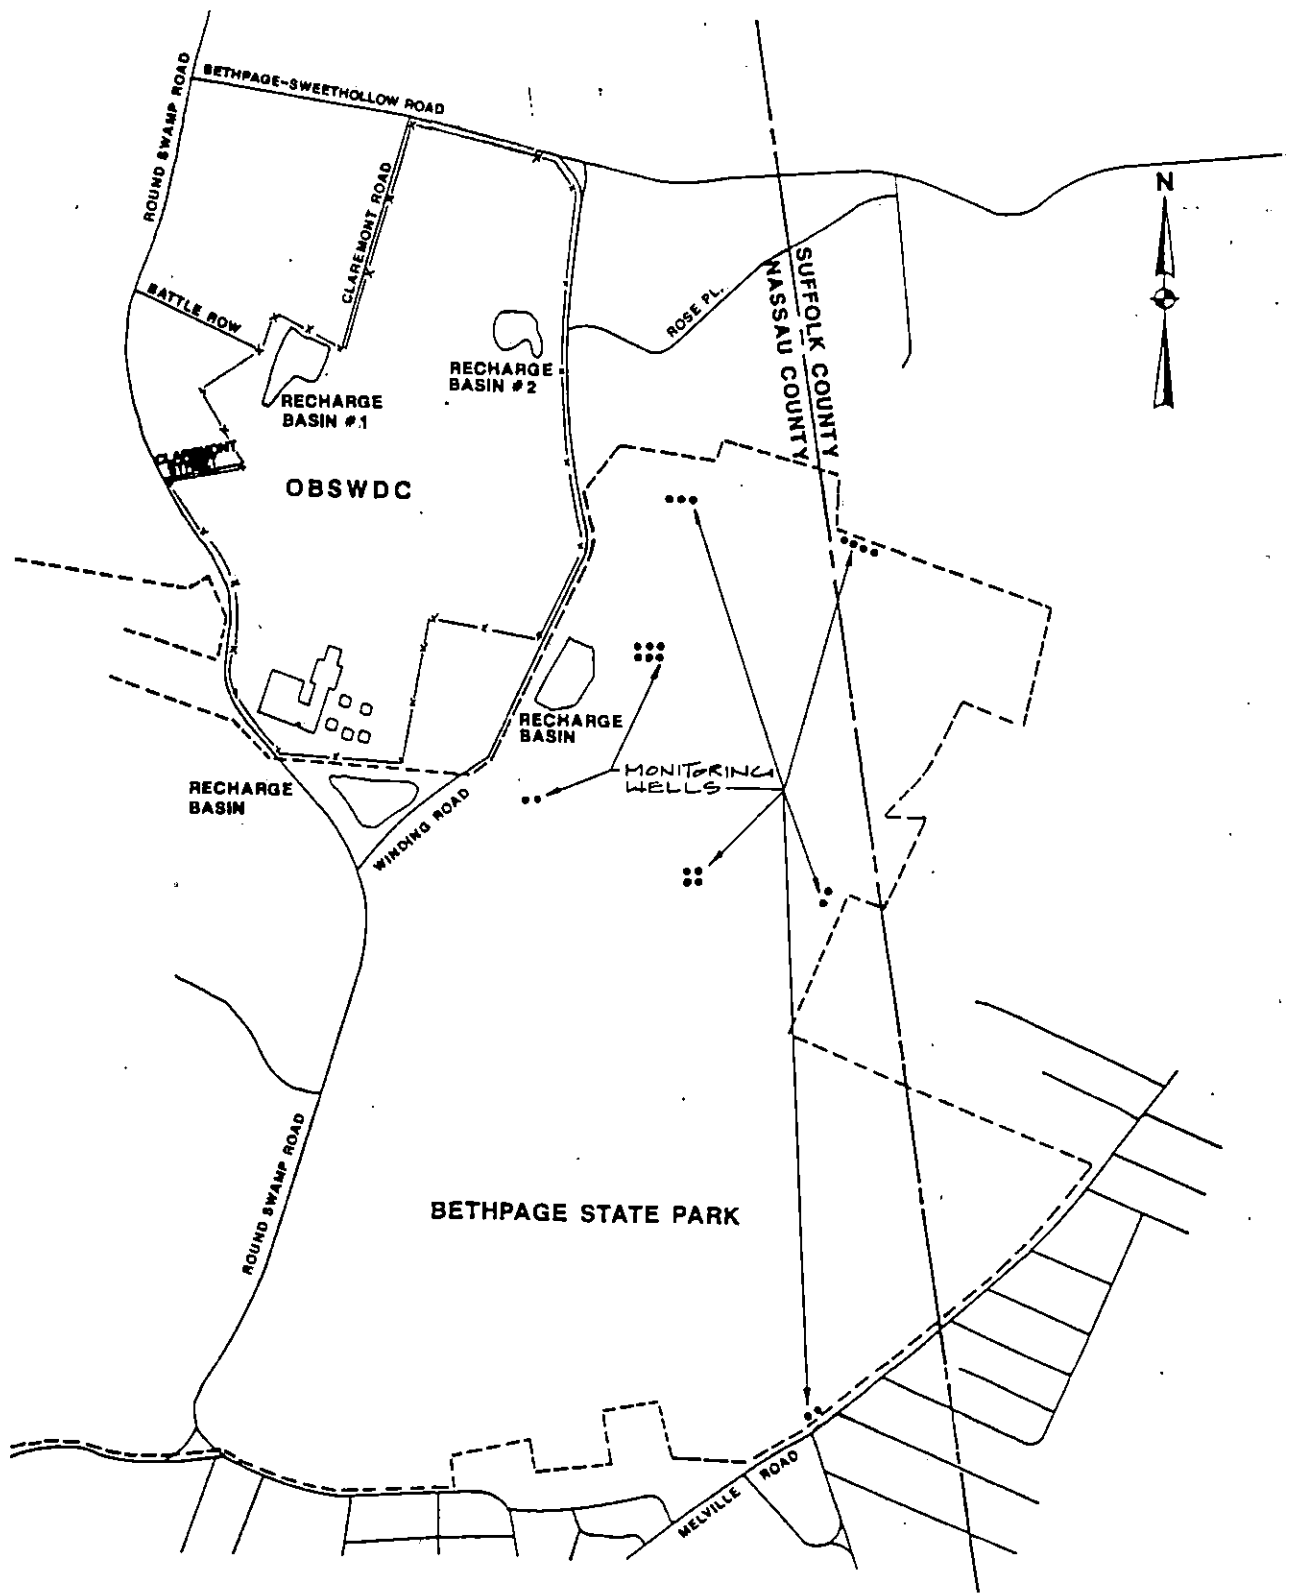 BETHPAGE-SWEETHOLLOW ROAD
ROUND SWAMP ROAD
CLAREMONT ROAD
N
BATTLE ROW
ROSE PL.
SUFFOLK COUNTY
NASSAU COUNTY
RECHARGE
BASIN #2
RECHARGE
BASIN #1
CLAREMONT
OBSWDC
RECHARGE
BASIN
MONITORING
WELLS
RECHARGE
BASIN
WINDING ROAD
ROUND SWAMP ROAD
BETHPAGE STATE PARK
MELVILLE ROAD